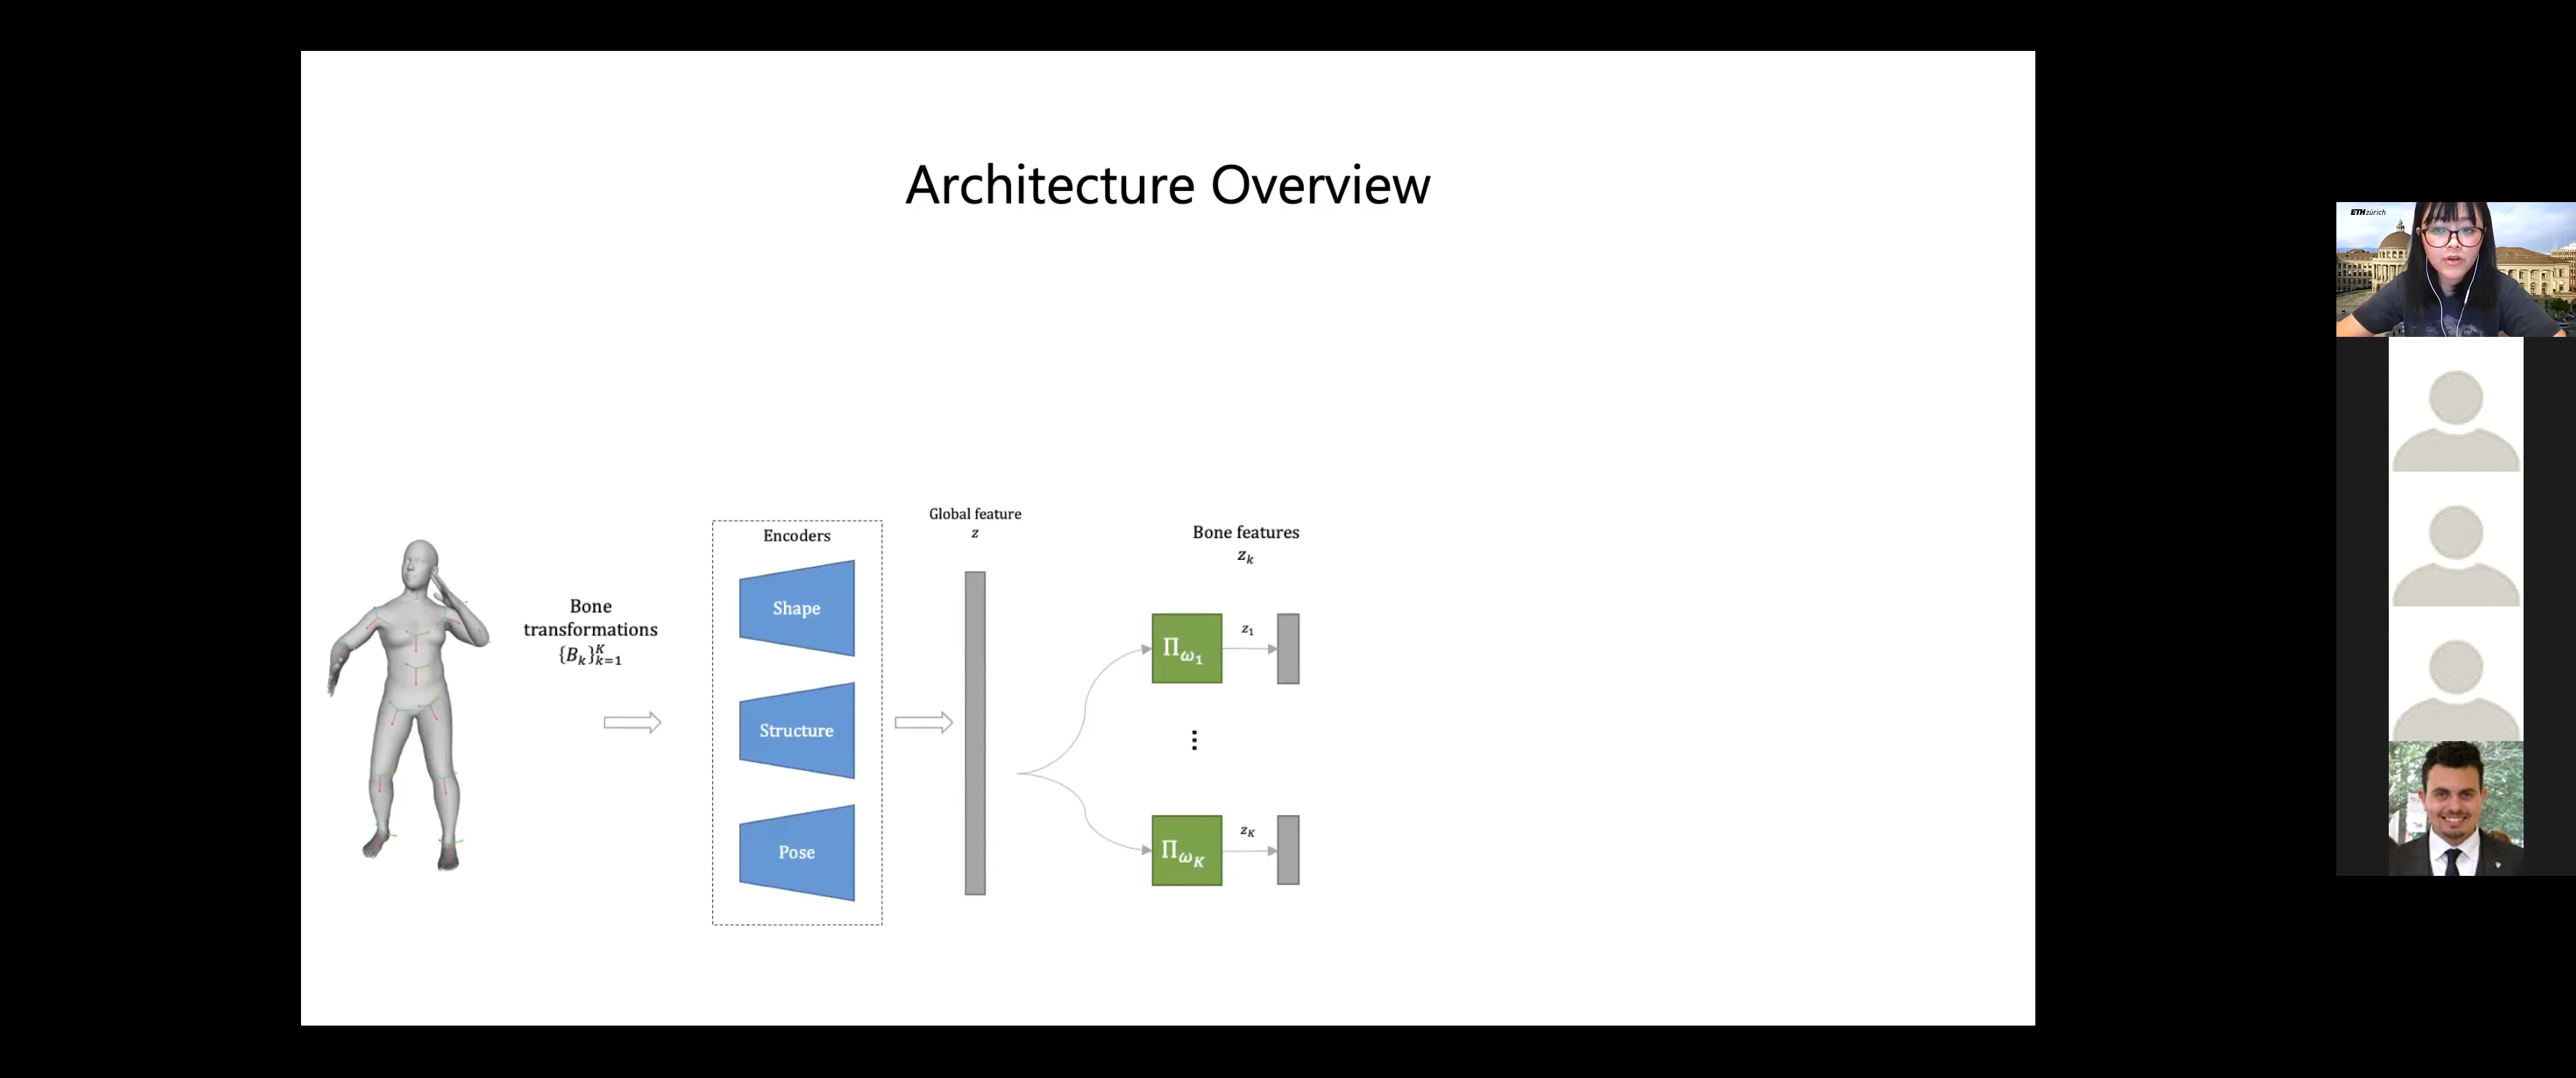 Architecture Overview
ETH zürich
Global feature
z
Encoders
Bone features
z_k
Shape
Bone
transformations
{B_k}_{k=1}^K
Π_{ω_1}
z_1
Structure
⋮
Pose
Π_{ω_K}
z_K